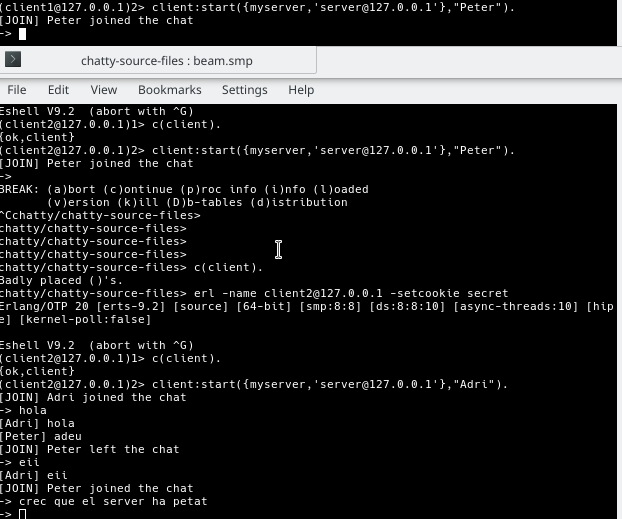 (client1@127.0.0.1)2> client:start({myserver,'server@127.0.0.1'},"Peter").
[JOIN] Peter joined the chat
->
chatty-source-files : beam.smp
File Edit View Bookmarks Settings Help
Eshell V9.2  (abort with ^G)
(client2@127.0.0.1)1> c(client).
{ok,client}
(client2@127.0.0.1)2> client:start({myserver,'server@127.0.0.1'},"Peter").
[JOIN] Peter joined the chat
->
BREAK: (a)bort (c)ontinue (p)roc info (i)nfo (l)oaded
       (v)ersion (k)ill (D)b-tables (d)istribution
^Cchatty/chatty-source-files>
chatty/chatty-source-files>
chatty/chatty-source-files>
chatty/chatty-source-files>
chatty/chatty-source-files> c(client).
Badly placed ()'s.
chatty/chatty-source-files> erl -name client2@127.0.0.1 -setcookie secret
Erlang/OTP 20 [erts-9.2] [source] [64-bit] [smp:8:8] [ds:8:8:10] [async-threads:10] [hip
e] [kernel-poll:false]
Eshell V9.2  (abort with ^G)
(client2@127.0.0.1)1> c(client).
{ok,client}
(client2@127.0.0.1)2> client:start({myserver,'server@127.0.0.1'},"Adri").
[JOIN] Adri joined the chat
-> hola
[Adri] hola
[Peter] adeu
[JOIN] Peter left the chat
-> eii
[Adri] eii
[JOIN] Peter joined the chat
-> crec que el server ha petat
->